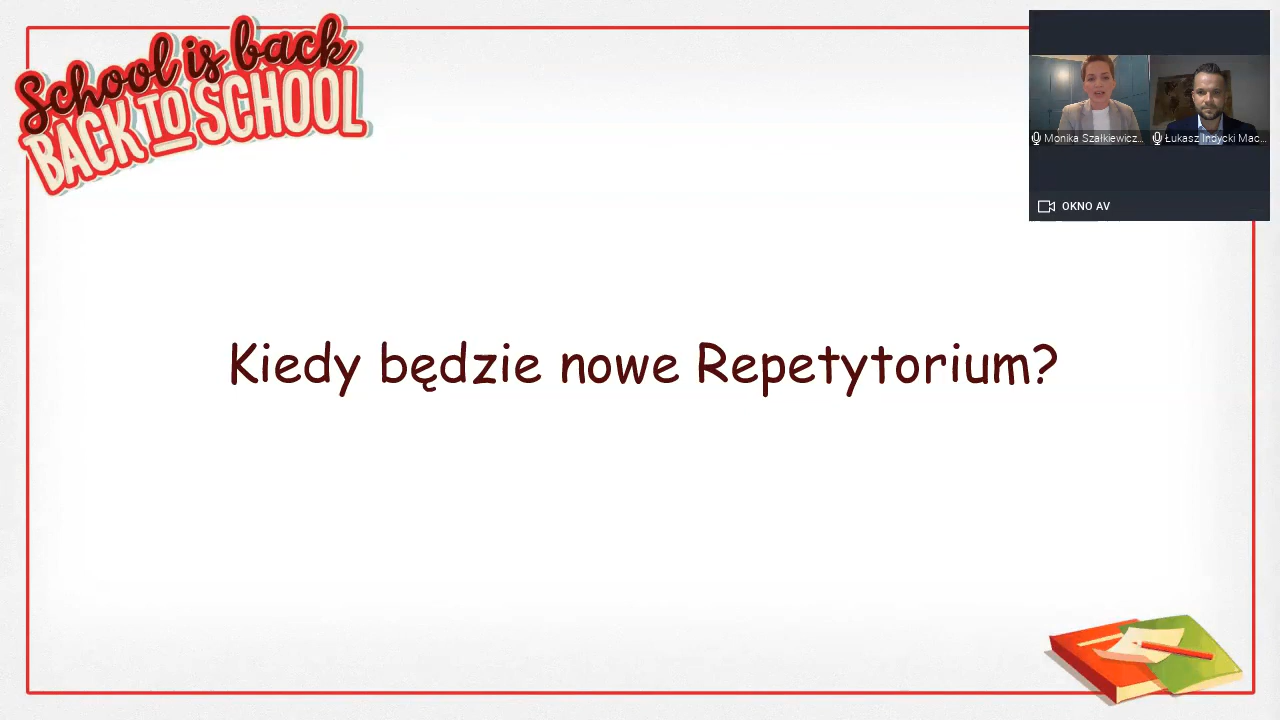 School is back
BACK TO SCHOOL
Monika Szałkiewicz...
Łukasz Indycki Mac...
OKNO AV
Kiedy będzie nowe Repetytorium?